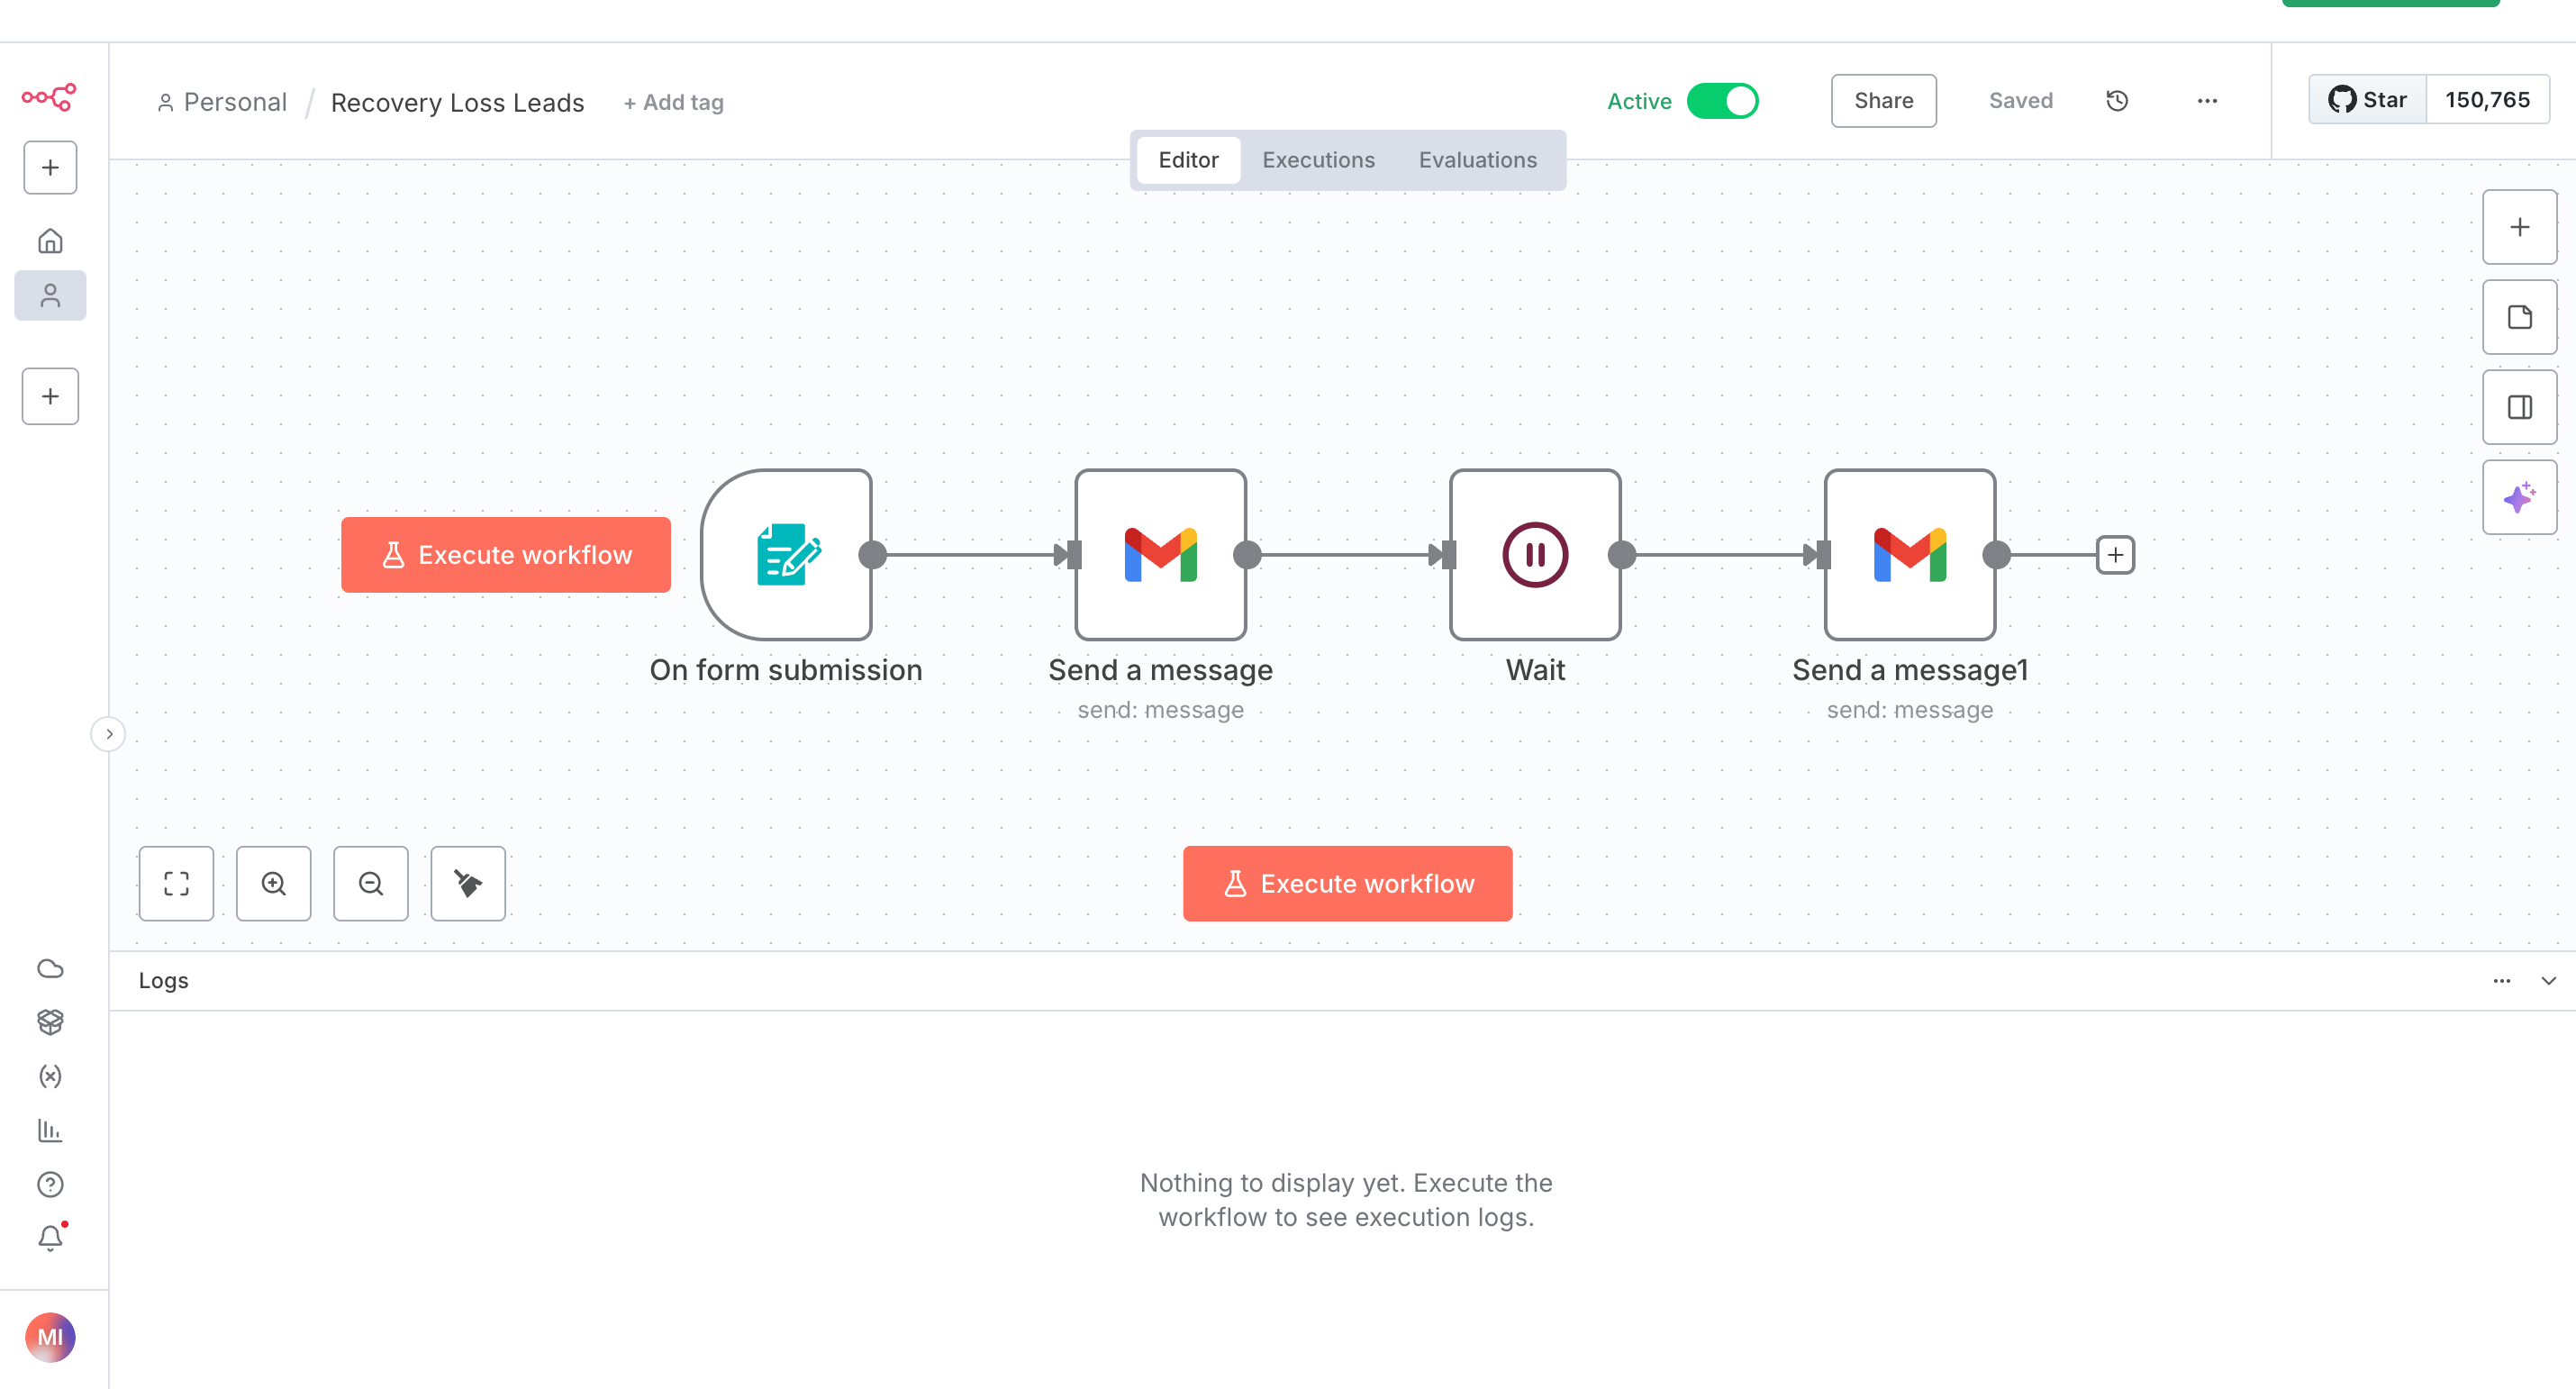 Personal / Recovery Loss Leads + Add tag
Active
Share
Saved
Star 150,765
Editor Executions Evaluations
Execute workflow
On form submission
Send a message
send: message
Wait
Send a message1
send: message
Execute workflow
Logs
Nothing to display yet. Execute the
workflow to see execution logs.
MI